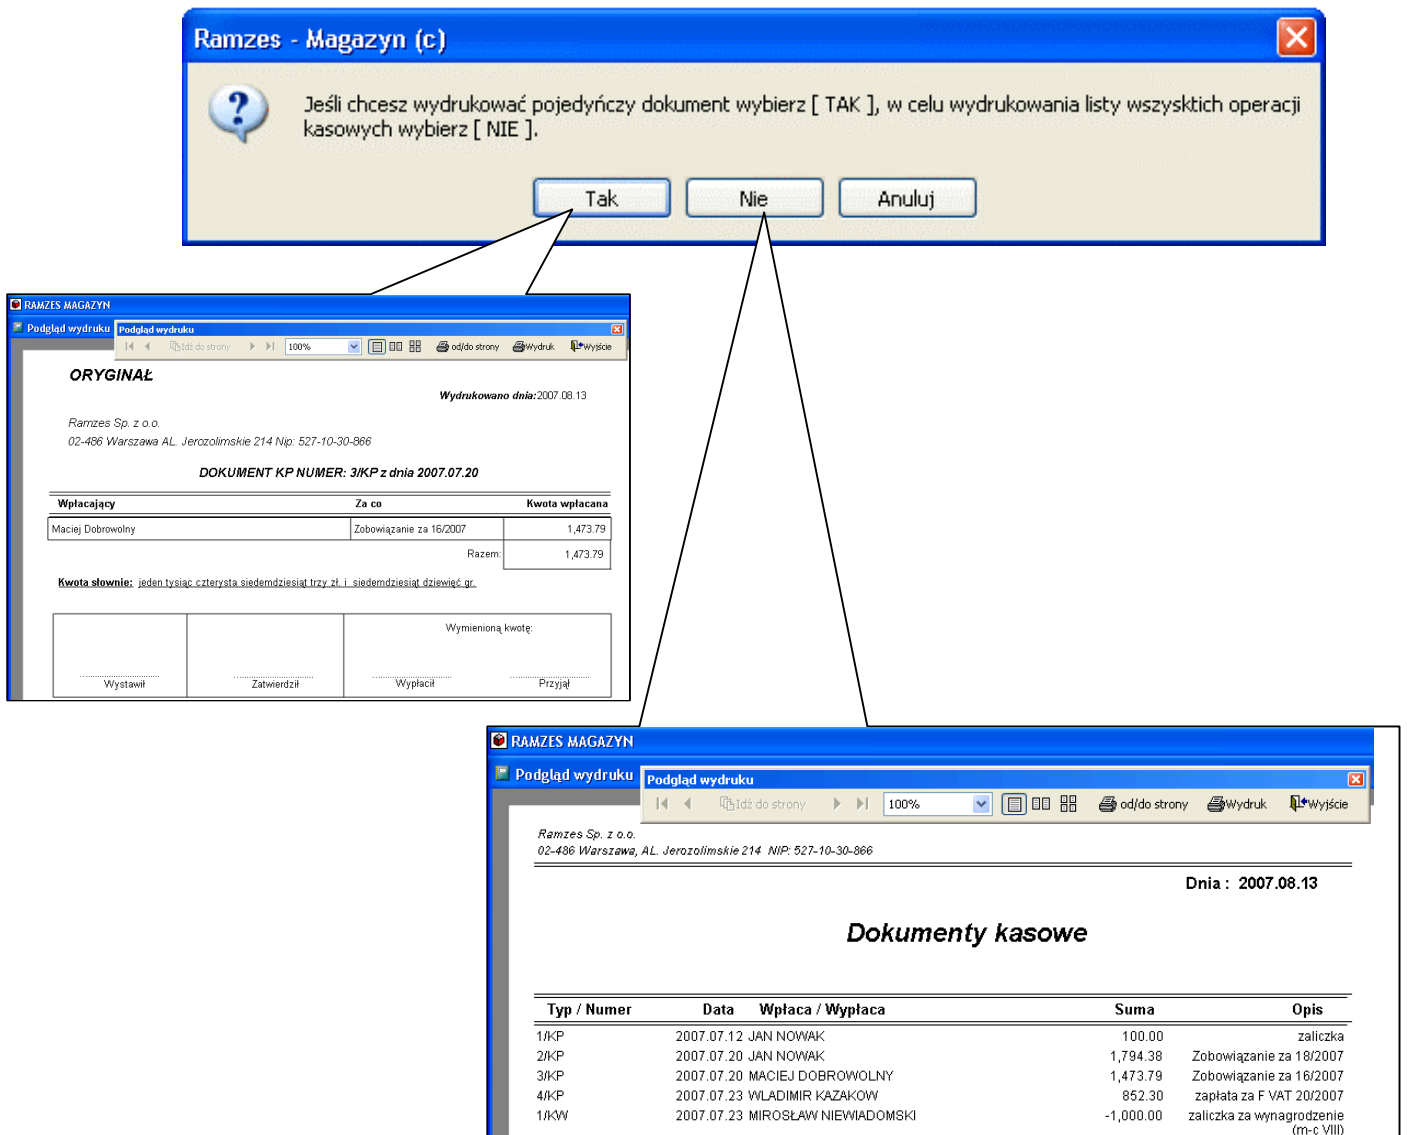 Ramzes - Magazyn (c)
Jeśli chcesz wydrukować pojedyńczy dokument wybierz [ TAK ], w celu wydrukowania listy wszysktich operacji
kasowych wybierz [ NIE ].
Tak Nie Anuluj
RAMZES MAGAZYN
Podgląd wydruku Podgląd wydruku
Idź do strony 100% od/do strony Wydruk Wyjście
ORYGINAŁ
Wydrukowano dnia:2007.08.13
Ramzes Sp. z o.o.
02-486 Warszawa AL. Jerozolimskie 214 Nip: 527-10-30-866
DOKUMENT KP NUMER: 3/KP z dnia 2007.07.20
Wpłacający Za co Kwota wpłacana
Maciej Dobrowolny Zobowiązanie za 16/2007 1,473.79
Razem: 1,473.79
Kwota słownie: jeden tysiąc czterysta siedemdziesiąt trzy zł. i siedemdziesiąt dziewięć gr.
Wymienioną kwotę:
Wystawił Zatwierdził Wypłacił Przyjął
RAMZES MAGAZYN
Podgląd wydruku Podgląd wydruku
Idź do strony 100% od/do strony Wydruk Wyjście
Ramzes Sp. z o.o.
02-486 Warszawa, AL. Jerozolimskie 214 NIP: 527-10-30-866
Dnia : 2007.08.13
Dokumenty kasowe
Typ / Numer Data Wpłaca / Wypłaca Suma Opis
1/KP 2007.07.12 JAN NOWAK 100.00 zaliczka
2/KP 2007.07.20 JAN NOWAK 1,794.38 Zobowiązanie za 18/2007
3/KP 2007.07.20 MACIEJ DOBROWOLNY 1,473.79 Zobowiązanie za 16/2007
4/KP 2007.07.23 WLADIMIR KAZAKOW 852.30 zapłata za F VAT 20/2007
1/KW 2007.07.23 MIROSŁAW NIEWIADOMSKI -1,000.00 zaliczka za wynagrodzenie
(m-c VIII)